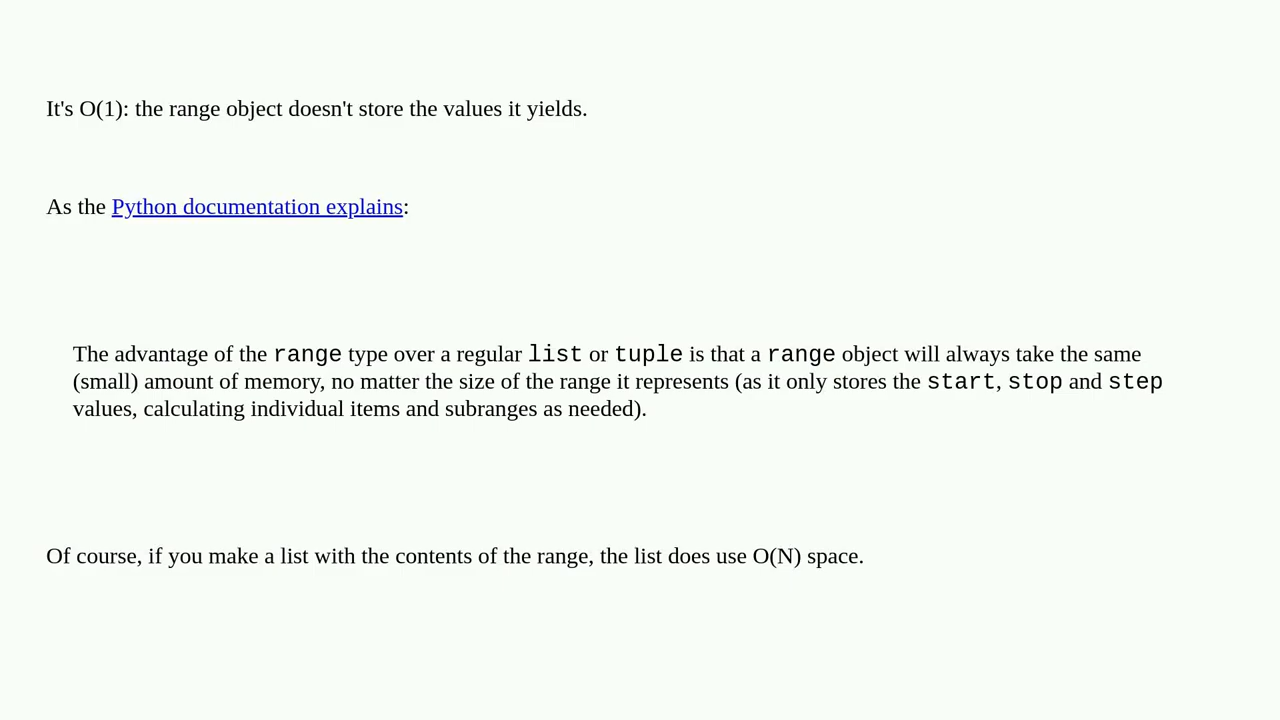 It's O(1): the range object doesn't store the values it yields.
As the Python documentation explains:
The advantage of the range type over a regular list or tuple is that a range object will always take the same
(small) amount of memory, no matter the size of the range it represents (as it only stores the start, stop and step
values, calculating individual items and subranges as needed).
Of course, if you make a list with the contents of the range, the list does use O(N) space.